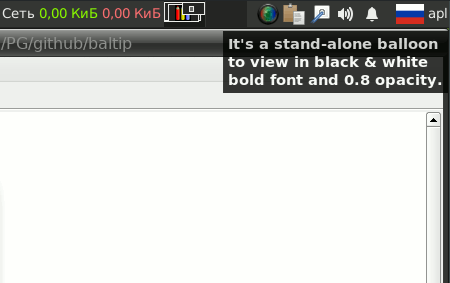 Сеть 0,00 КиБ 0,00 КиБ
apl
/PG/github/baltip
It's a stand-alone balloon
to view in black & white
bold font and 0.8 opacity.